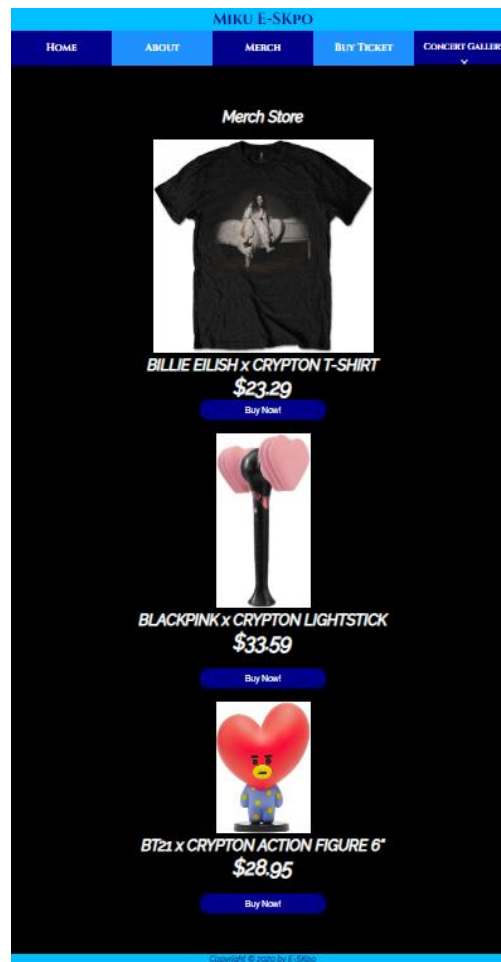 MIKU E-SKPO
HOME ABOUT MERCH BUY TICKET CONCERT GALLER
Merch Store
BILLIE EILISH x CRYPTON T-SHIRT
$23.29
Buy Now!
BLACKPINK x CRYPTON LIGHTSTICK
$33.59
Buy Now!
BT21 x CRYPTON ACTION FIGURE 6"
$28.95
Buy Now!
Copyright © 2020 by E-SKpo